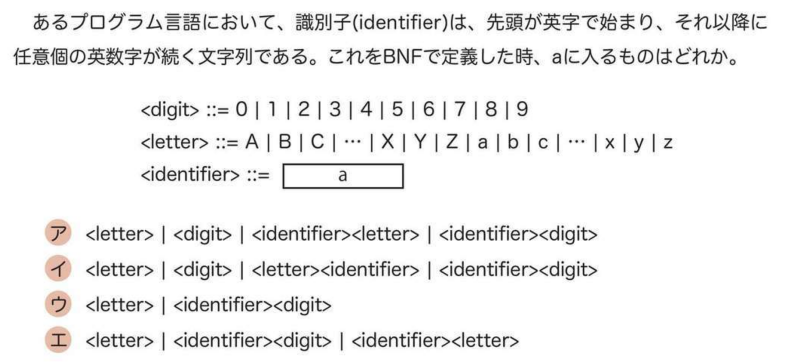 あるプログラム言語において、識別子(identifier)は、先頭が英字で始まり、それ以降に
任意個の英数字が続く文字列である。これをBNFで定義した時、aに入るものはどれか。
<digit> ::= 0 | 1 | 2 | 3 | 4 | 5 | 6 | 7 | 8 | 9
<letter> ::= A | B | C | … | X | Y | Z | a | b | c | … | x | y | z
<identifier> ::= a
ア <letter> | <digit> | <identifier><letter> | <identifier><digit>
イ <letter> | <digit> | <letter><identifier> | <identifier><digit>
ウ <letter> | <identifier><digit>
エ <letter> | <identifier><digit> | <identifier><letter>